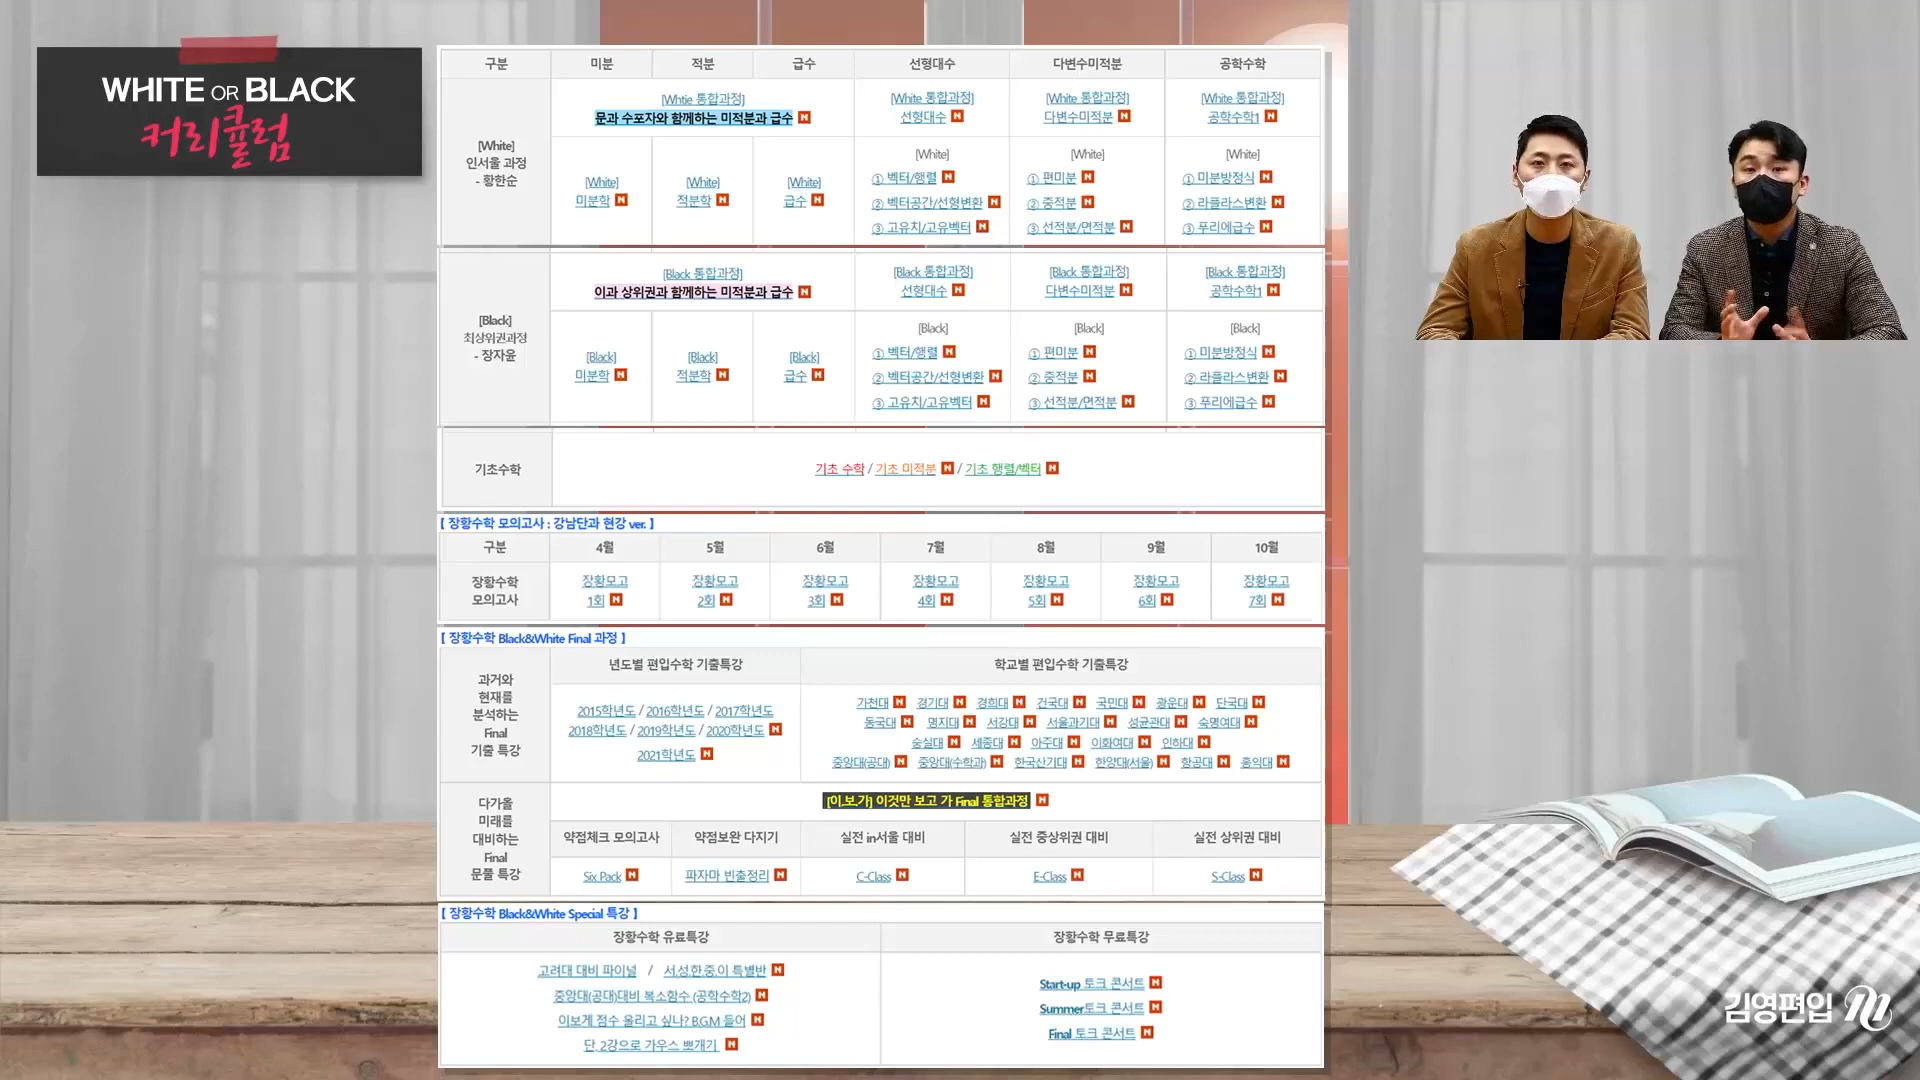 WHITE OR BLACK
커리큘럼
구분 미분 적분 급수 선형대수 다변수미적분 공학수학
[White]
인서울 과정
- 황한순
[Whtie 통합과정]
문과 수포자와 함께하는 미적분과 급수 N
[White 통합과정]
선형대수 N
[White 통합과정]
다변수미적분 N
[White 통합과정]
공학수학1 N
[White]
미분학 N
[White]
적분학 N
[White]
급수 N
[White]
① 벡터/행렬 N
② 벡터공간/선형변환 N
③ 고유치/고유벡터 N
[White]
① 편미분 N
② 중적분 N
③ 선적분/면적분 N
[White]
① 미분방정식 N
② 라플라스변환 N
③ 푸리에급수 N
[Black]
최상위권과정
- 장자윤
[Black 통합과정]
이과 상위권과 함께하는 미적분과 급수 N
[Black 통합과정]
선형대수 N
[Black 통합과정]
다변수미적분 N
[Black 통합과정]
공학수학1 N
[Black]
미분학 N
[Black]
적분학 N
[Black]
급수 N
[Black]
① 벡터/행렬 N
② 벡터공간/선형변환 N
③ 고유치/고유벡터 N
[Black]
① 편미분 N
② 중적분 N
③ 선적분/면적분 N
[Black]
① 미분방정식 N
② 라플라스변환 N
③ 푸리에급수 N
기초수학
기초 수학 / 기초 미적분 N / 기초 행렬/벡터 N
[ 장황수학 모의고사 : 강남단과 현강 ver. ]
구분 4월 5월 6월 7월 8월 9월 10월
장황수학
모의고사
장황모고
1회 N
장황모고
2회 N
장황모고
3회 N
장황모고
4회 N
장황모고
5회 N
장황모고
6회 N
장황모고
7회 N
[ 장황수학 Black&White Final 과정 ]
과거와
현재를
분석하는
Final
기출 특강
년도별 편입수학 기출특강
2015학년도 / 2016학년도 / 2017학년도
2018학년도 / 2019학년도 / 2020학년도 N
2021학년도 N
학교별 편입수학 기출특강
가천대 N 경기대 N 경희대 N 건국대 N 국민대 N 광운대 N 단국대 N
동국대 N 명지대 N 서강대 N 서울과기대 N 성균관대 N 숙명여대 N
숭실대 N 세종대 N 아주대 N 이화여대 N 인하대 N
중앙대(공대) N 중앙대(수학과) N 한국산기대 N 한양대(서울) N 항공대 N 홍익대 N
다가올
미래를
대비하는
Final
문풀 특강
[이.보.가] 이것만 보고 가 Final 통합과정 N
약점체크 모의고사 약점보완 다지기 실전 in서울 대비 실전 중상위권 대비 실전 상위권 대비
Six Pack N 파자마 빈출정리 N C-Class N E-Class N S-Class N
[ 장황수학 Black&White Special 특강 ]
장황수학 유료특강
고려대 대비 파이널 / 서.성.한.중.이 특별반 N
중앙대(공대)대비 복소함수 (공학수학2) N
이보게 점수 올리고 싶나? B.G.M 들어 N
단, 2강으로 가우스 뽀개기 N
장황수학 무료특강
Start-up 토크 콘서트 N
Summer토크 콘서트 N
Final 토크 콘서트 N
김영편입 M